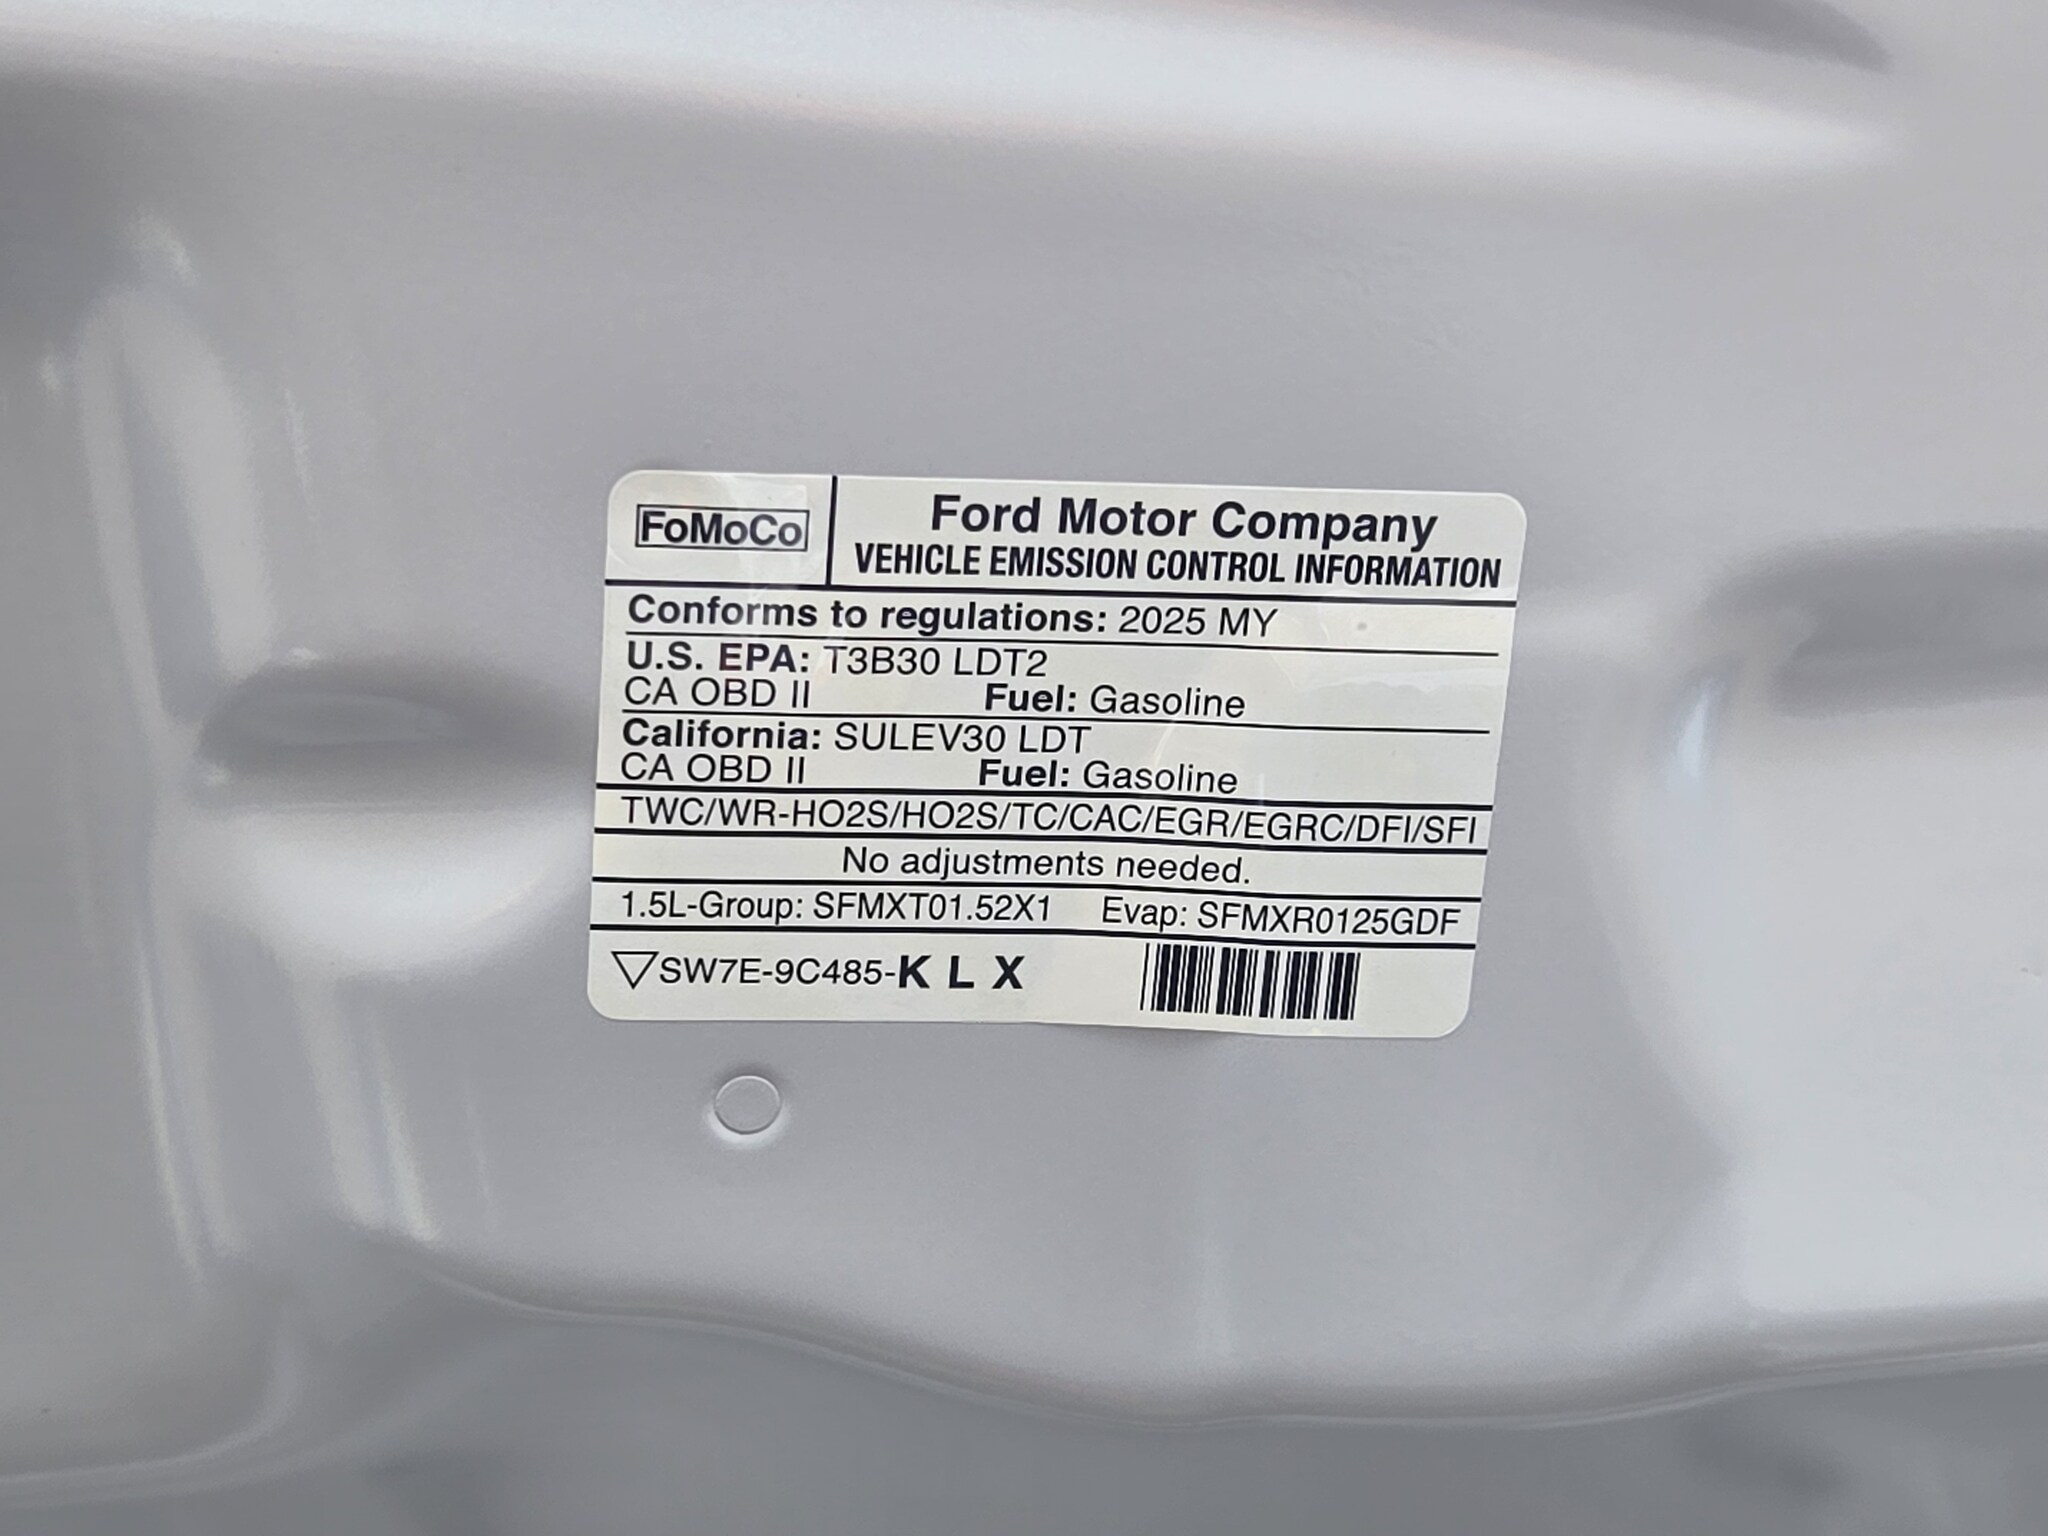 FoMoCo
Ford Motor Company
VEHICLE EMISSION CONTROL INFORMATION
Conforms to regulations: 2025 MY
U.S. EPA: T3B30 LDT2
CA OBD II Fuel: Gasoline
California: SULEV30 LDT
CA OBD II Fuel: Gasoline
TWC/WR-HO2S/HO2S/TC/CAC/EGR/EGRC/DFI/SFI
No adjustments needed.
1.5L-Group: SFMXT01.52X1 Evap: SFMXR0125GDF
SW7E-9C485-K L X